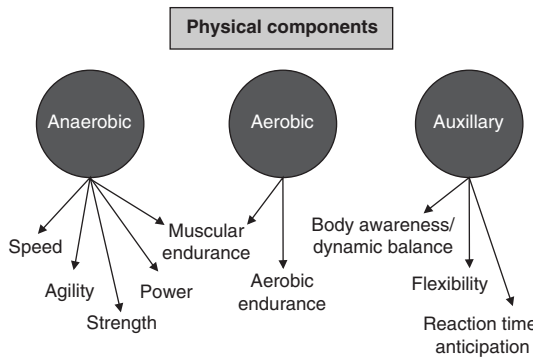 Physical components
Anaerobic
Aerobic
Auxillary
Speed
Agility
Strength
Power
Muscular
endurance
Aerobic
endurance
Body awareness/
dynamic balance
Flexibility
Reaction time
anticipation